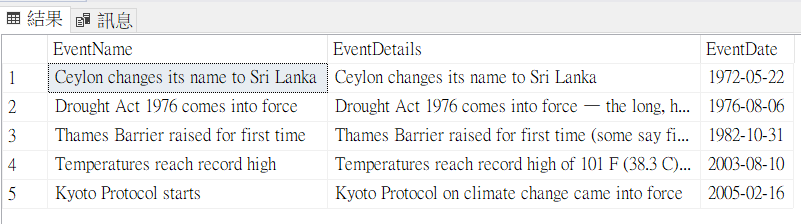 結果 訊息
EventName EventDetails EventDate
1 Ceylon changes its name to Sri Lanka Ceylon changes its name to Sri Lanka 1972-05-22
2 Drought Act 1976 comes into force Drought Act 1976 comes into force — the long, h... 1976-08-06
3 Thames Barrier raised for first time Thames Barrier raised for first time (some say fi... 1982-10-31
4 Temperatures reach record high Temperatures reach record high of 101 F (38.3 C)... 2003-08-10
5 Kyoto Protocol starts Kyoto Protocol on climate change came into force 2005-02-16